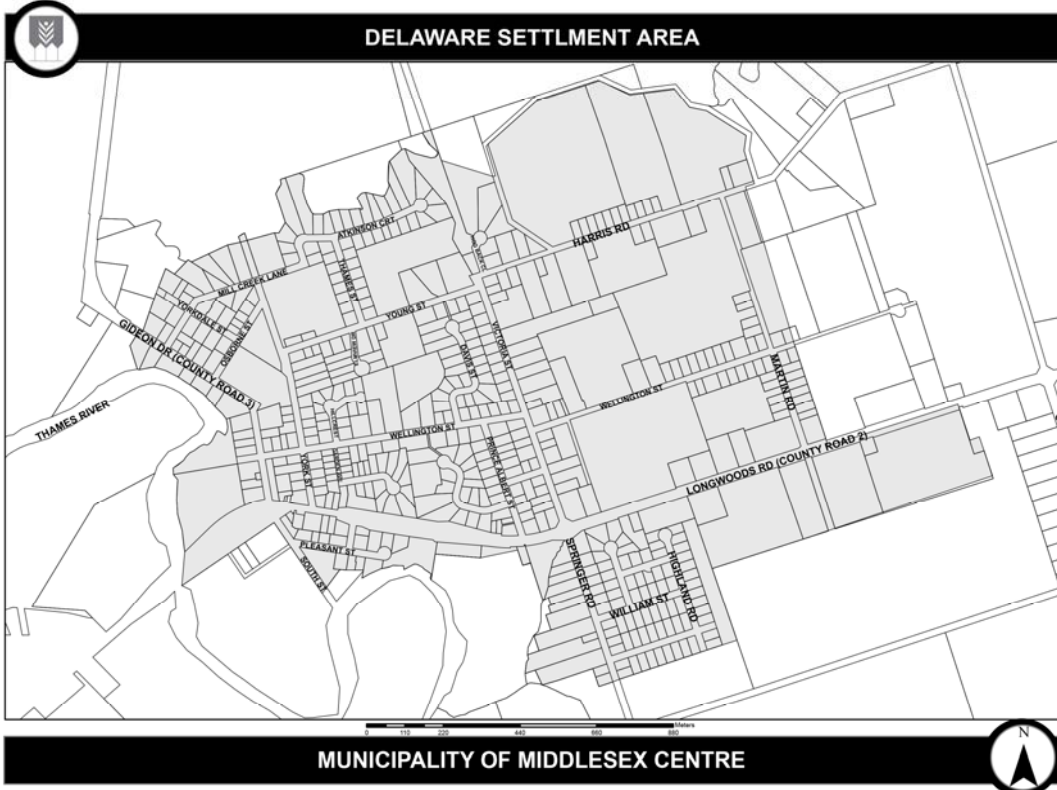 DELAWARE SETTLMENT AREA
ATKINSON CRT
HARRIS RD
MILL CREEK LANE
THAMES ST
YORKDALE ST
OSBORNE ST
YOUNG ST
GIDEON DR (COUNTY ROAD 3)
VICTORIA ST
DAVIS ST
THAMES RIVER
MARTIN RD
WELLINGTON ST
WELLINGTON ST
PRINCE ALBERT ST
YORK ST
LONGWOODS RD (COUNTY ROAD 2)
PLEASANT ST
SOUTH ST
SPRINGER RD
HIGHLAND RD
WILLIAM ST
Meters
0 110 220 440 660 880
MUNICIPALITY OF MIDDLESEX CENTRE
N